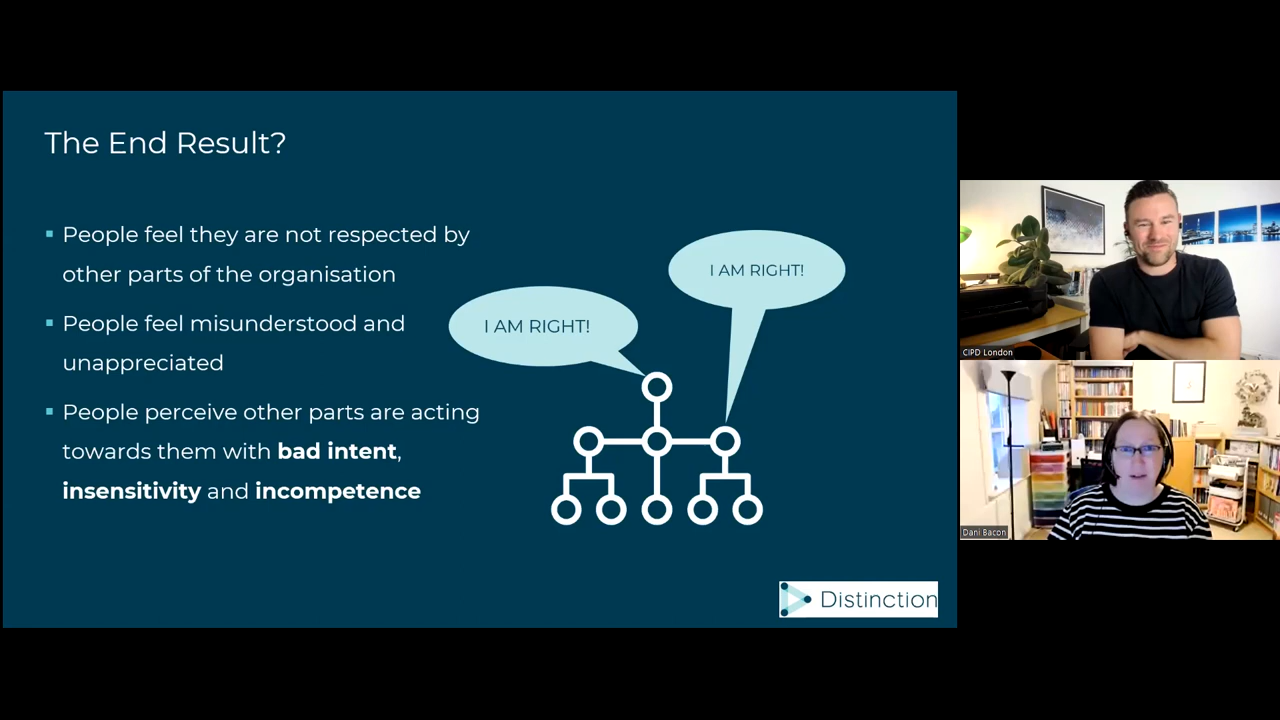 The End Result?
▪ People feel they are not respected by
other parts of the organisation
▪ People feel misunderstood and
unappreciated
▪ People perceive other parts are acting
towards them with bad intent,
insensitivity and incompetence
I AM RIGHT!
I AM RIGHT!
Distinction
CIPD London
Dani Bacon